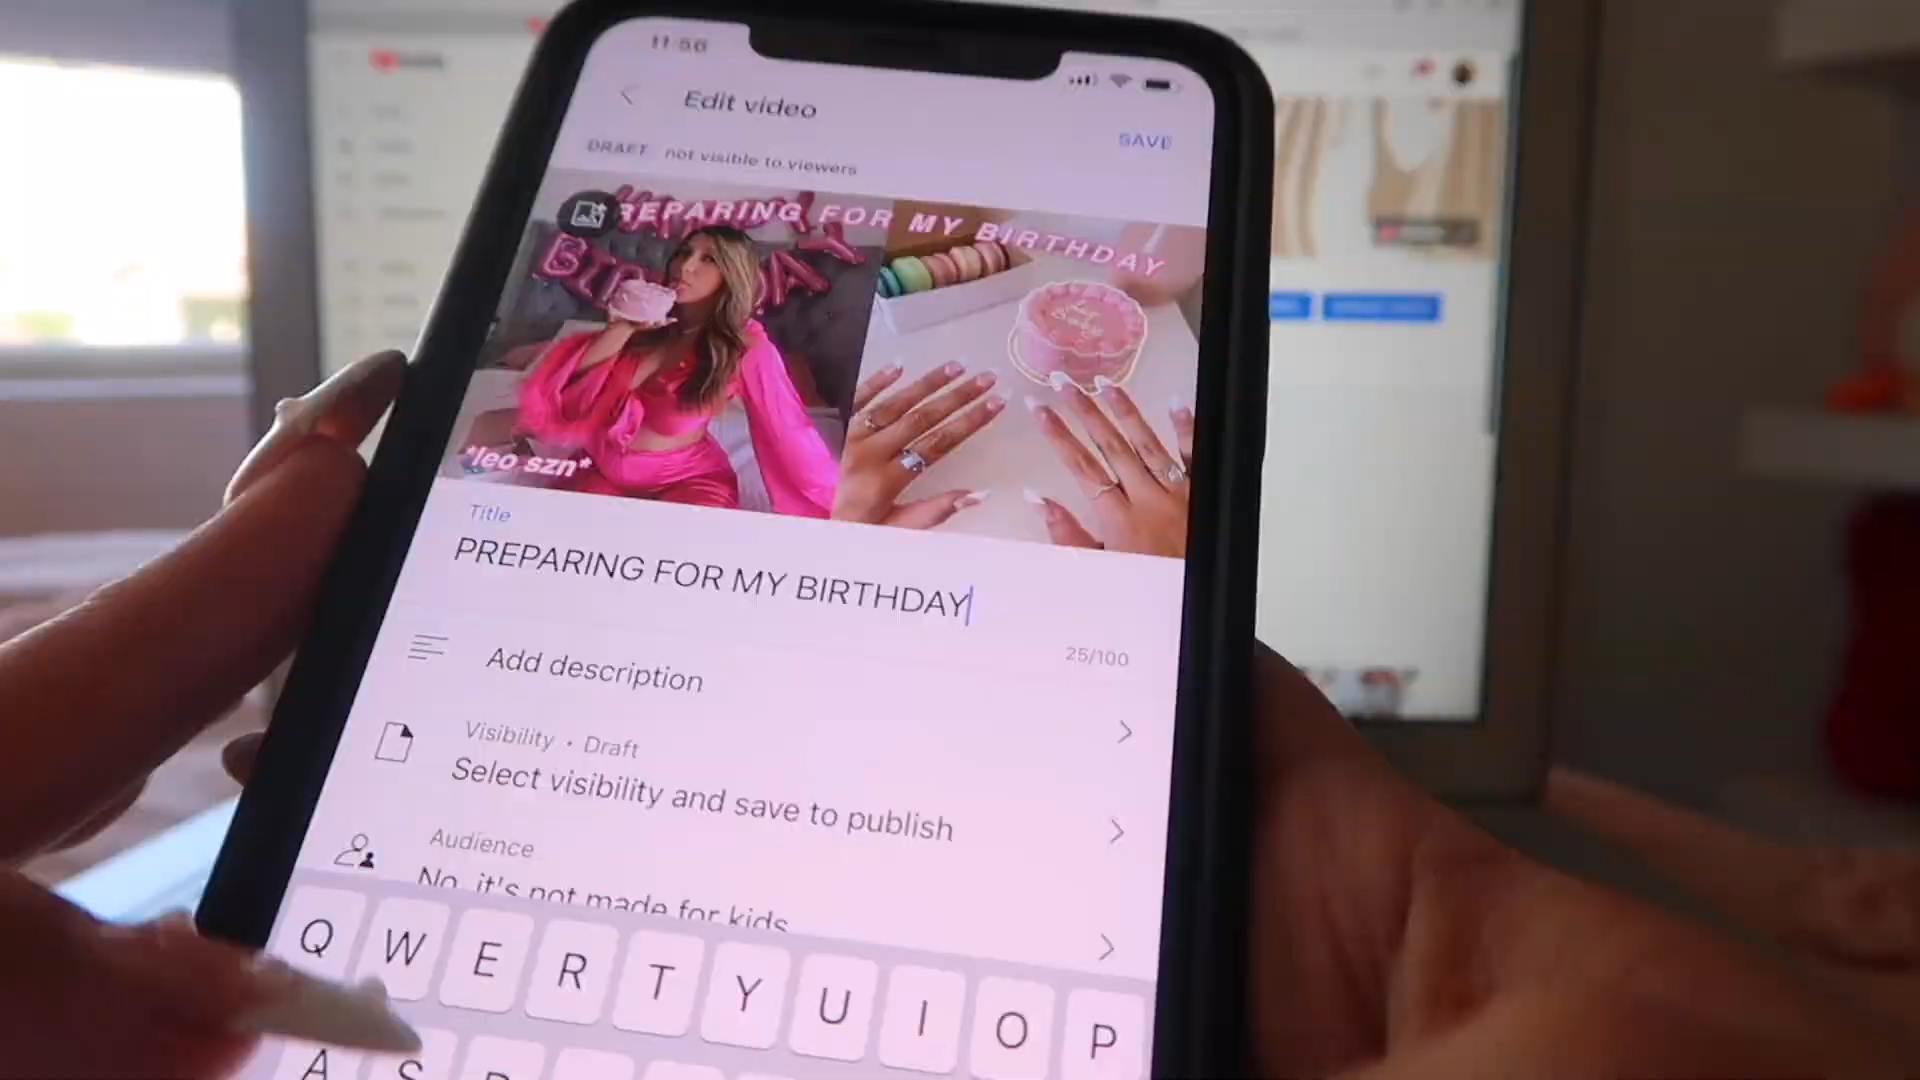 11:56
Edit video
SAVE
DRAFT not visible to viewers
PREPARING FOR MY BIRTHDAY
*leo szn*
Title
PREPARING FOR MY BIRTHDAY
25/100
Add description
Visibility • Draft
Select visibility and save to publish
Audience
No, it's not made for kids
Q W E R T Y U I O P
A S